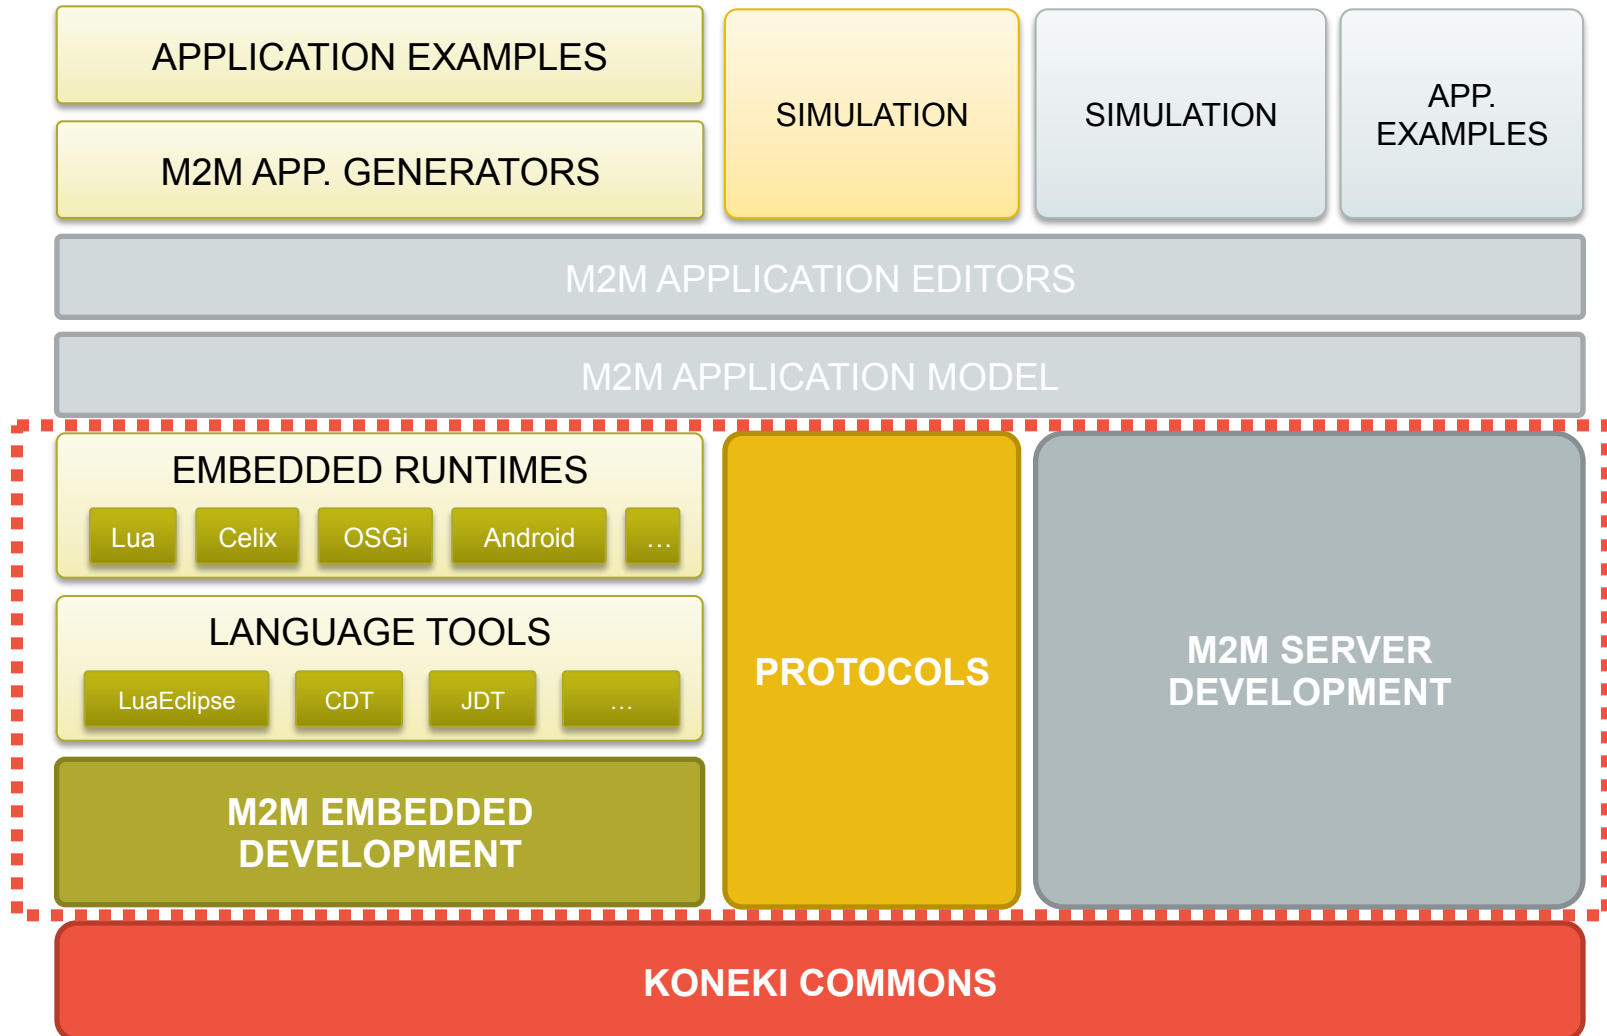 APPLICATION EXAMPLES
M2M APP. GENERATORS
SIMULATION
SIMULATION
APP.
EXAMPLES
M2M APPLICATION EDITORS
M2M APPLICATION MODEL
EMBEDDED RUNTIMES
Lua
Celix
OSGi
Android
...
LANGUAGE TOOLS
LuaEclipse
CDT
JDT
...
M2M EMBEDDED
DEVELOPMENT
PROTOCOLS
M2M SERVER
DEVELOPMENT
KONEKI COMMONS